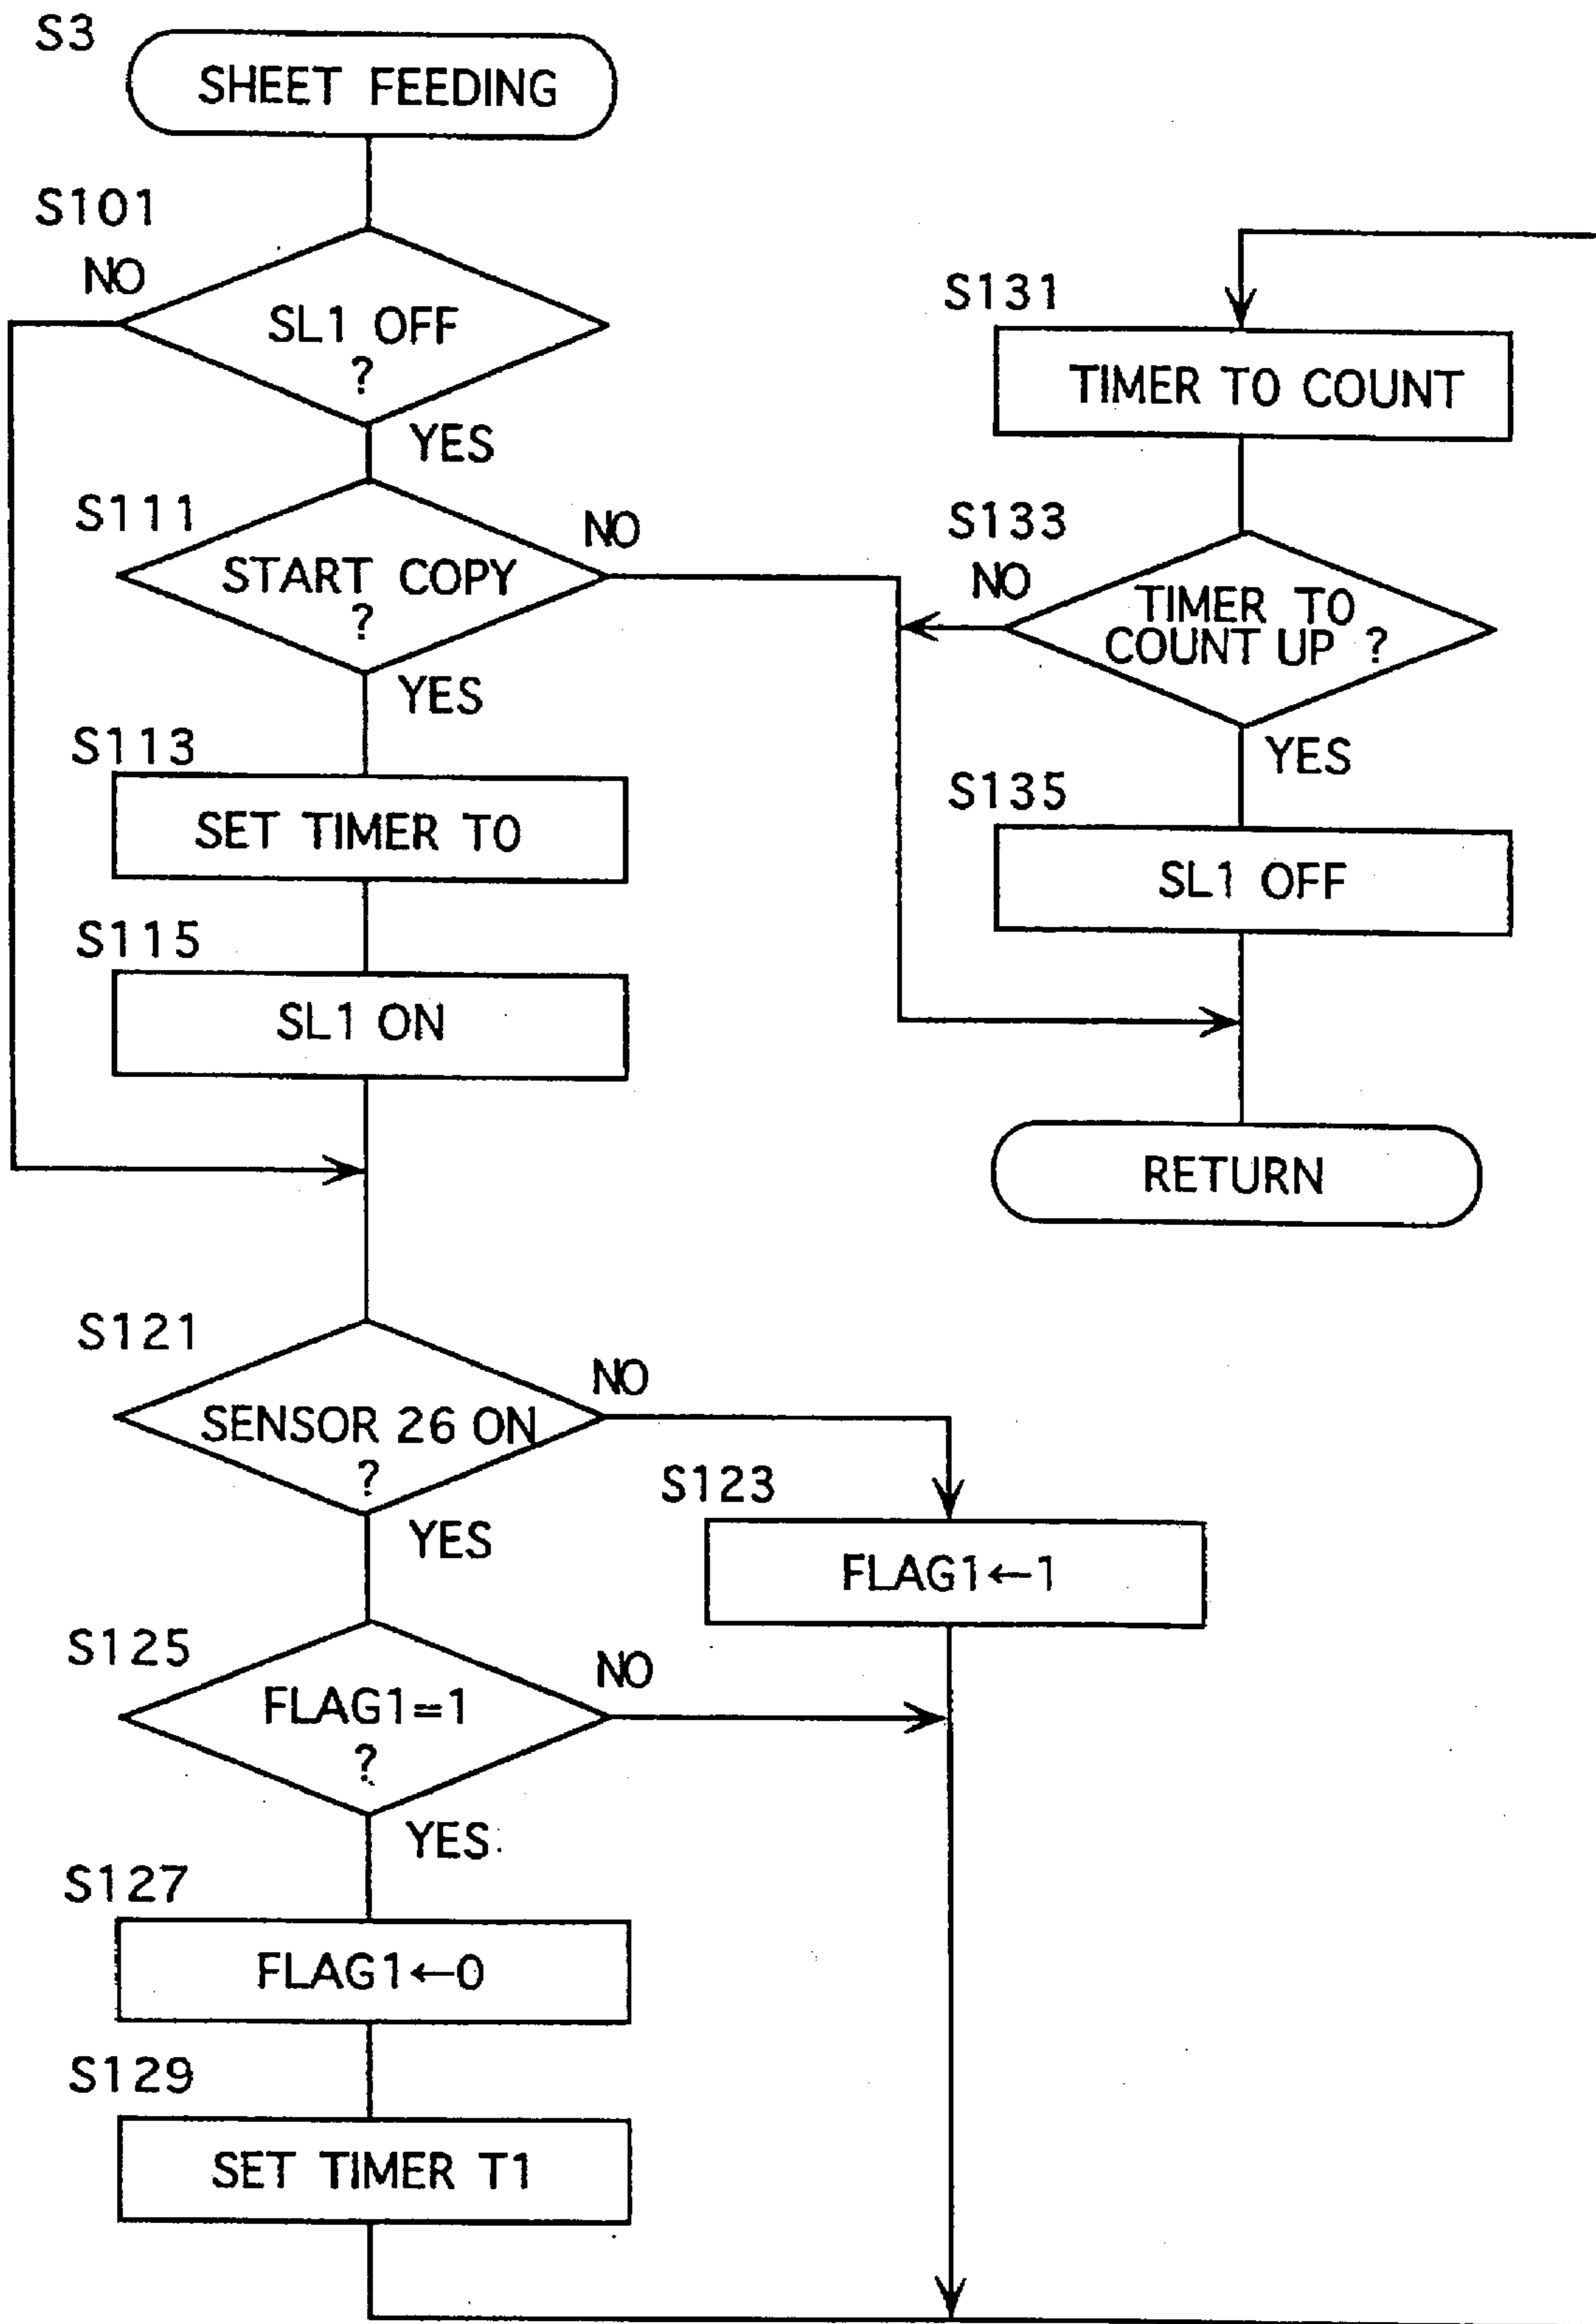 S3
SHEET FEEDING
S101
NO
SL1 OFF
?
YES
S111
NO
START COPY
?
YES
S113
SET TIMER T0
S115
SL1 ON
S121
NO
SENSOR 26 ON
?
YES
S123
FLAG1←1
S125
NO
FLAG1=1
?
YES
S127
FLAG1←0
S129
SET TIMER T1
S131
TIMER T0 COUNT
S133
NO
TIMER T0
COUNT UP ?
YES
S135
SL1 OFF
RETURN